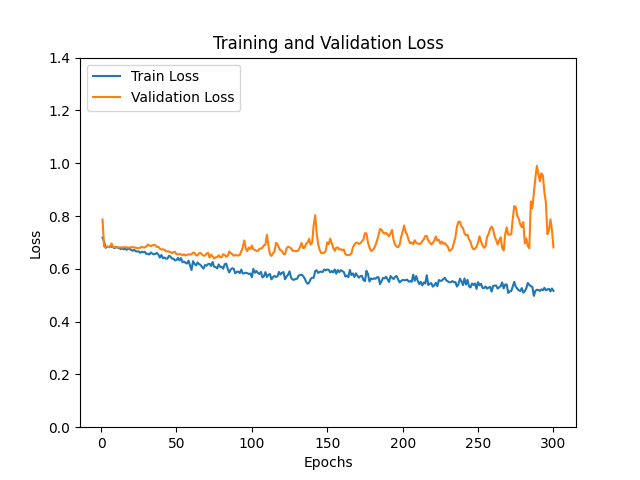 Training and Validation Loss
Train Loss
Validation Loss
1.4
1.2
1.0
0.8
0.6
0.4
0.2
0.0
Loss
0 50 100 150 200 250 300
Epochs